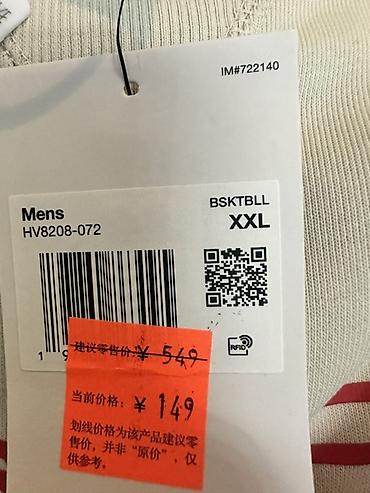 IM#722140
Mens
BSKTBLL
HV8208-072
XXL
RFID
建议零售价:¥ 549
当前价格: ¥ 149
划线价格为该产品建议零
售价，并非“原价”，仅
供参考。